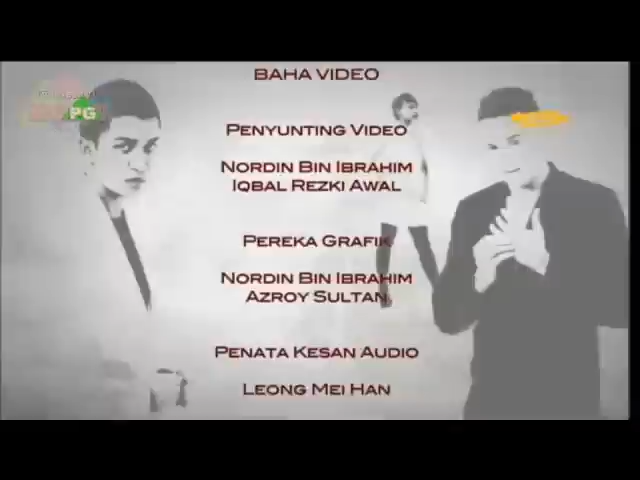 BAHA VIDEO
PENYUNTING VIDEO
NORDIN BIN IBRAHIM
IQBAL REZKI AWAL
PEREKA GRAFIK
NORDIN BIN IBRAHIM
AZROY SULTAN
PENATA KESAN AUDIO
LEONG MEI HAN
PG